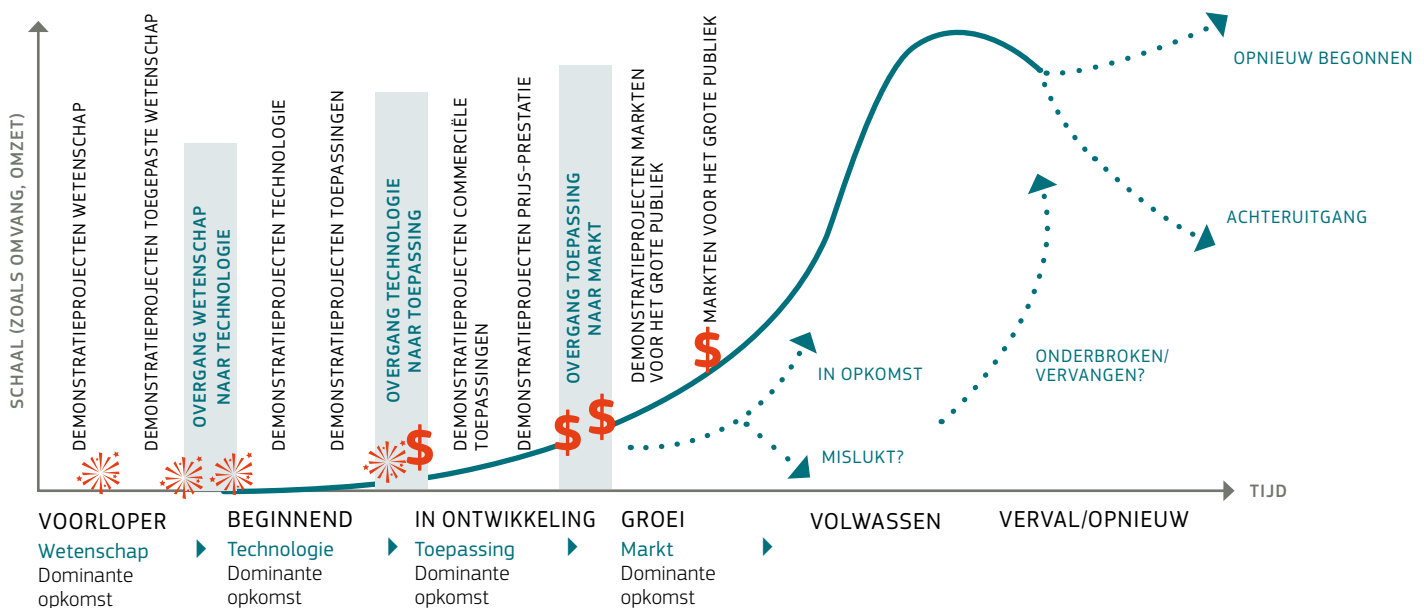 SCHAAL (ZOALS OMVANG, OMZET)
DEMONSTRATIEPROJECTEN WETENSCHAP
DEMONSTRATIEPROJECTEN TOEGEPASTE WETENSCHAP
OVERGANG WETENSCHAP
NAAR TECHNOLOGIE
DEMONSTRATIEPROJECTEN TECHNOLOGIE
DEMONSTRATIEPROJECTEN TOEPASSINGEN
OVERGANG TECHNOLOGIE
NAAR TOEPASSING
DEMONSTRATIEPROJECTEN COMMERCIËLE
TOEPASSINGEN
DEMONSTRATIEPROJECTEN PRIJS-PRESTATIE
OVERGANG TOEPASSING
NAAR MARKT
DEMONSTRATIEPROJECTEN MARKTEN
VOOR HET GROTE PUBLIEK
MARKTEN VOOR HET GROTE PUBLIEK
$
$
$
$
OPNIEUW BEGONNEN
ACHTERUITGANG
ONDERBROKEN/
VERVANGEN?
IN OPKOMST
MISLUKT?
TIJD
VOORLOPER
Wetenschap
Dominante
opkomst
BEGINNEND
Technologie
Dominante
opkomst
IN ONTWIKKELING
Toepassing
Dominante
opkomst
GROEI
Markt
Dominante
opkomst
VOLWASSEN
VERVAL/OPNIEUW